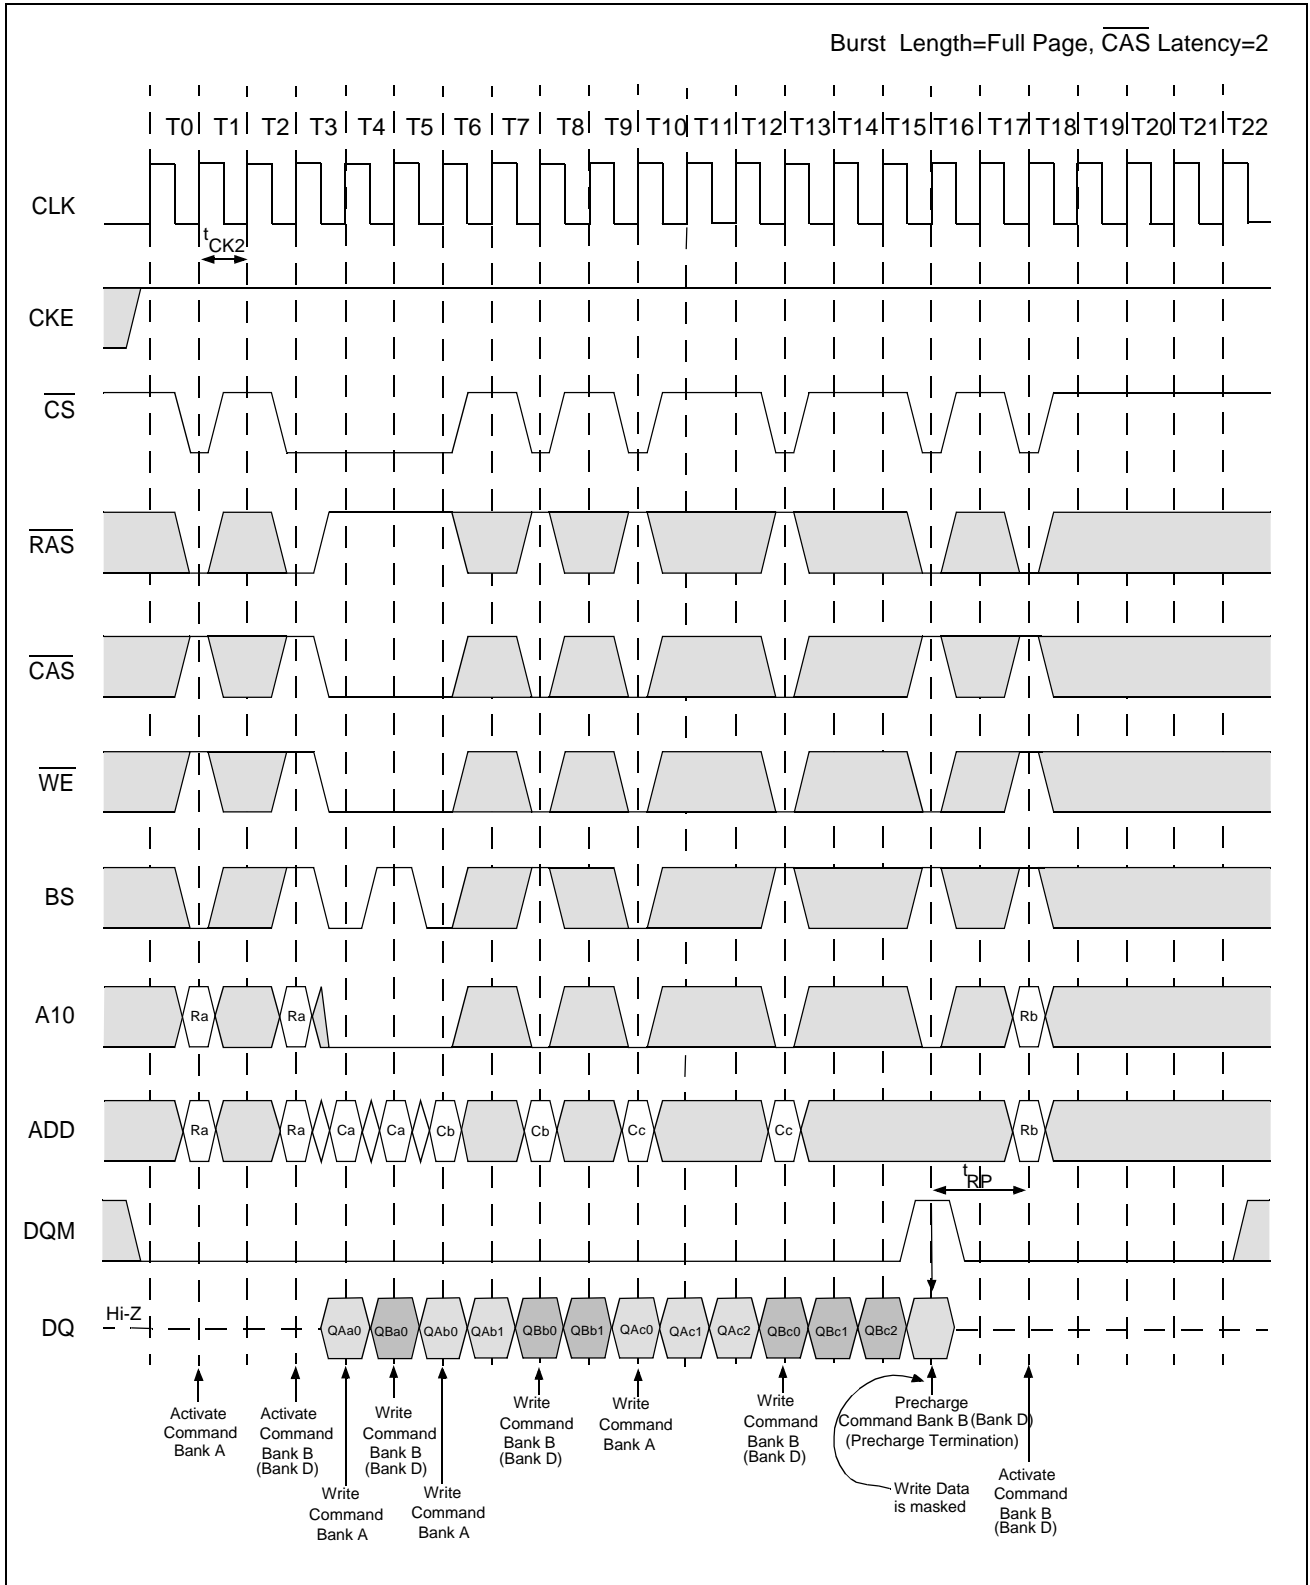 Burst Length=Full Page, CAS Latency=2
T0 T1 T2 T3 T4 T5 T6 T7 T8 T9 T10 T11 T12 T13 T14 T15 T16 T17 T18 T19 T20 T21 T22
CLK
tCK2
CKE
CS
RAS
CAS
WE
BS
A10
Ra Ra Rb
ADD
Ra Ra Ca Ca Cb Cb Cc Cc Rb
tRP
DQM
DQ
Hi-Z
QAa0 QBa0 QAb0 QAb1 QBb0 QBb1 QAc0 QAc1 QAc2 QBc0 QBc1 QBc2
Activate
Command
Bank A
Activate
Command
Bank B
(Bank D)
Write
Command
Bank A
Write
Command
Bank B
(Bank D)
Write
Command
Bank A
Write
Command
Bank B
(Bank D)
Write
Command
Bank A
Write
Command
Bank B
(Bank D)
Precharge
Command Bank B (Bank D)
(Precharge Termination)
Write Data
is masked
Activate
Command
Bank B
(Bank D)